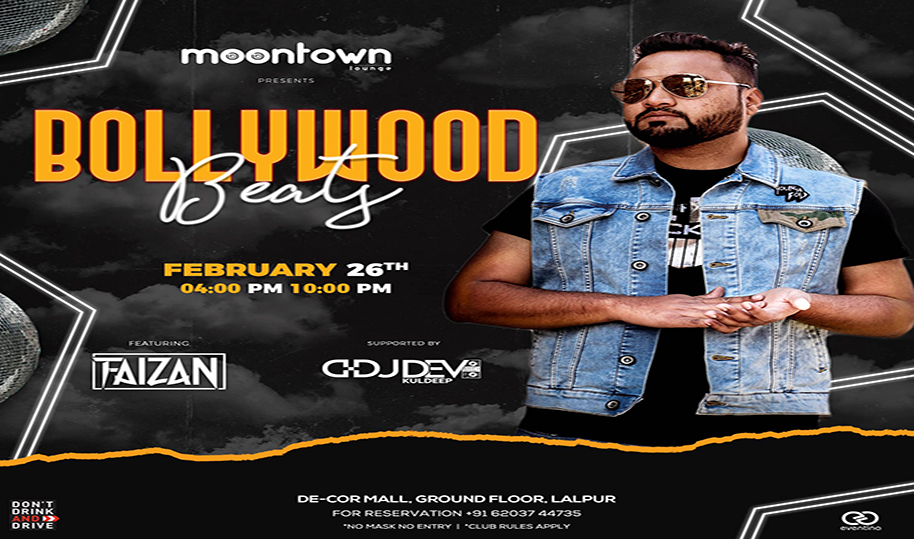 moontown
lounge
PRESENTS
BOLLYWOOD
Beats
FEBRUARY 26TH
04:00 PM 10:00 PM
FEATURING
FAIZAN
SUPPORTED BY
DJ DEV
KULDEEP
DE-COR MALL, GROUND FLOOR, LALPUR
FOR RESERVATION +91 62037 44735
*NO MASK NO ENTRY | *CLUB RULES APPLY
DON'T
DRINK
AND
DRIVE
eventina